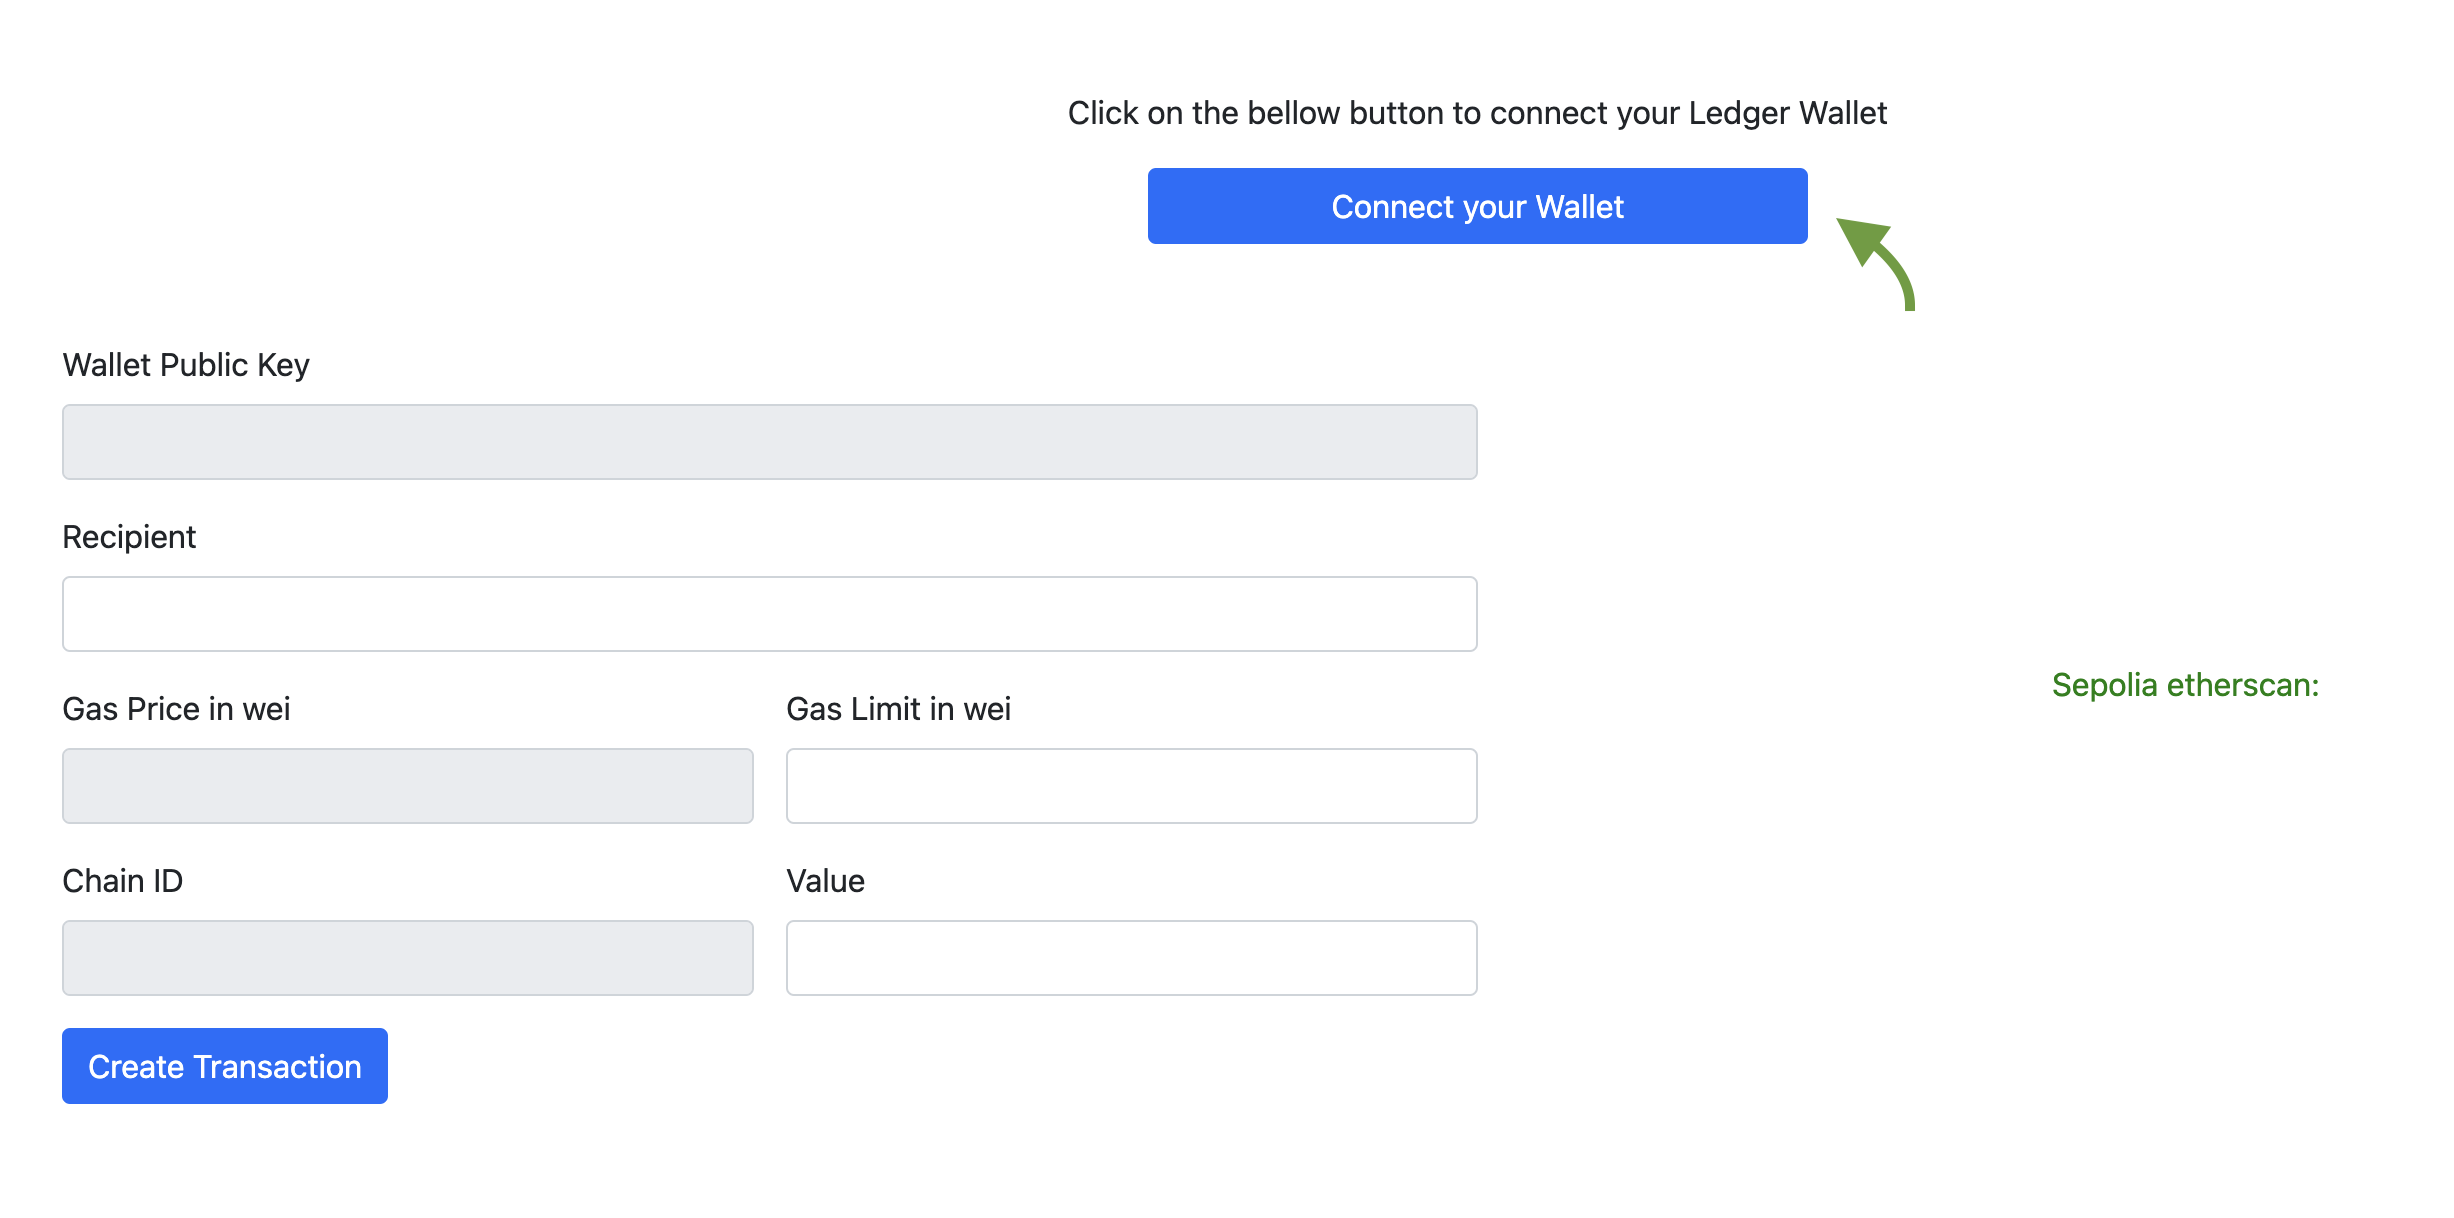 Click on the bellow button to connect your Ledger Wallet
Connect your Wallet
Wallet Public Key
Recipient
Gas Price in wei
Gas Limit in wei
Sepolia etherscan:
Chain ID
Value
Create Transaction